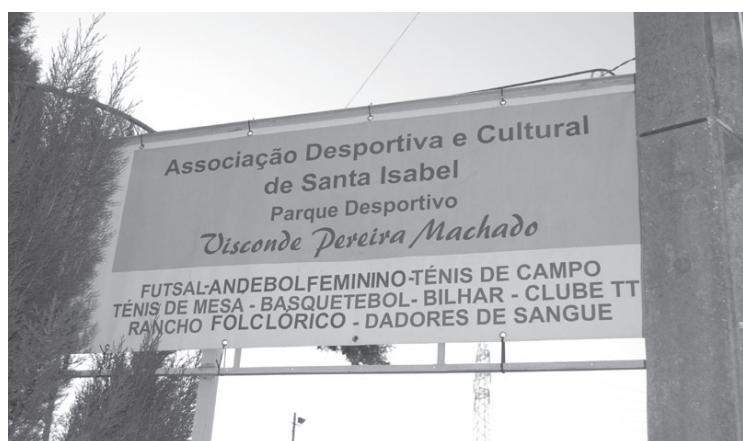 Associação Desportiva e Cultural
de Santa Isabel
Parque Desportivo
Visconde Pereira Machado
FUTSAL-ANDEBOLFEMININO-TÉNIS DE CAMPO
TÉNIS DE MESA - BASQUETEBOL- BILHAR - CLUBE TT
RANCHO FOLCLÓRICO - DADORES DE SANGUE